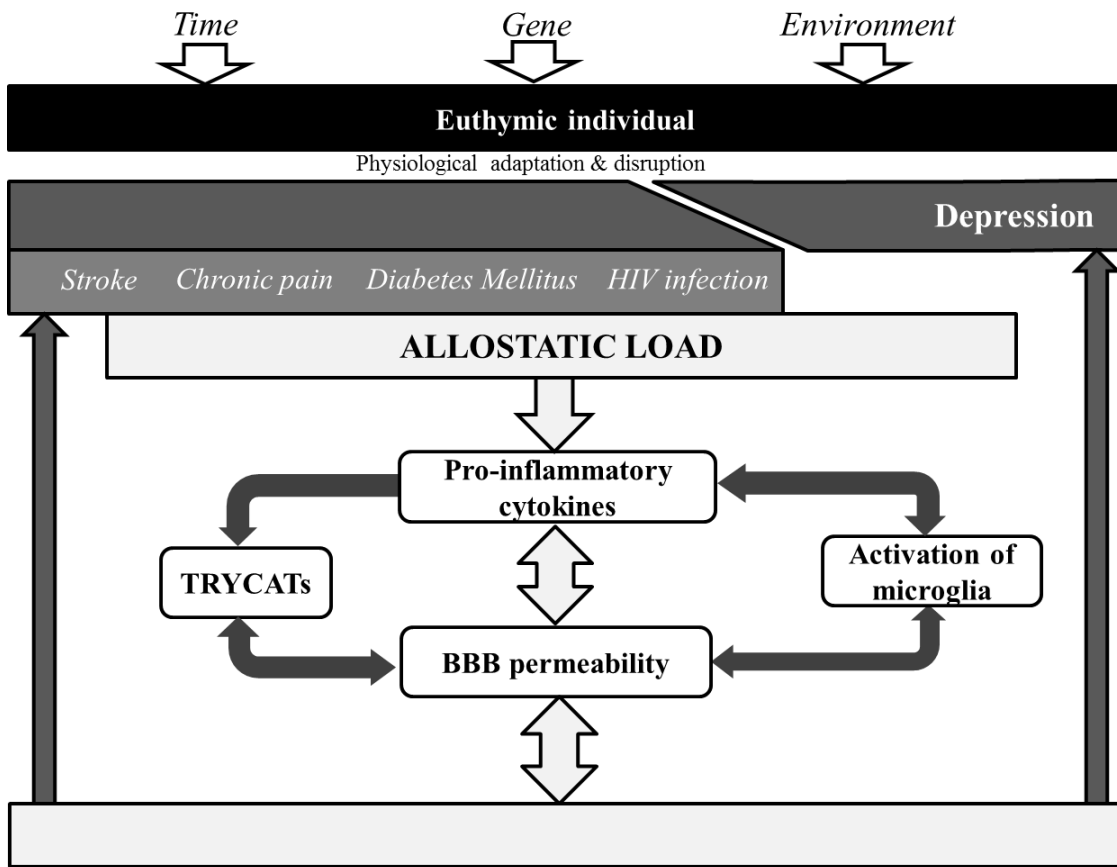 Time Gene Environment
Euthymic individual
Physiological adaptation & disruption
Depression
Stroke Chronic pain Diabetes Mellitus HIV infection
ALLOSTATIC LOAD
Pro-inflammatory
cytokines
TRYCATs
Activation of
microglia
BBB permeability